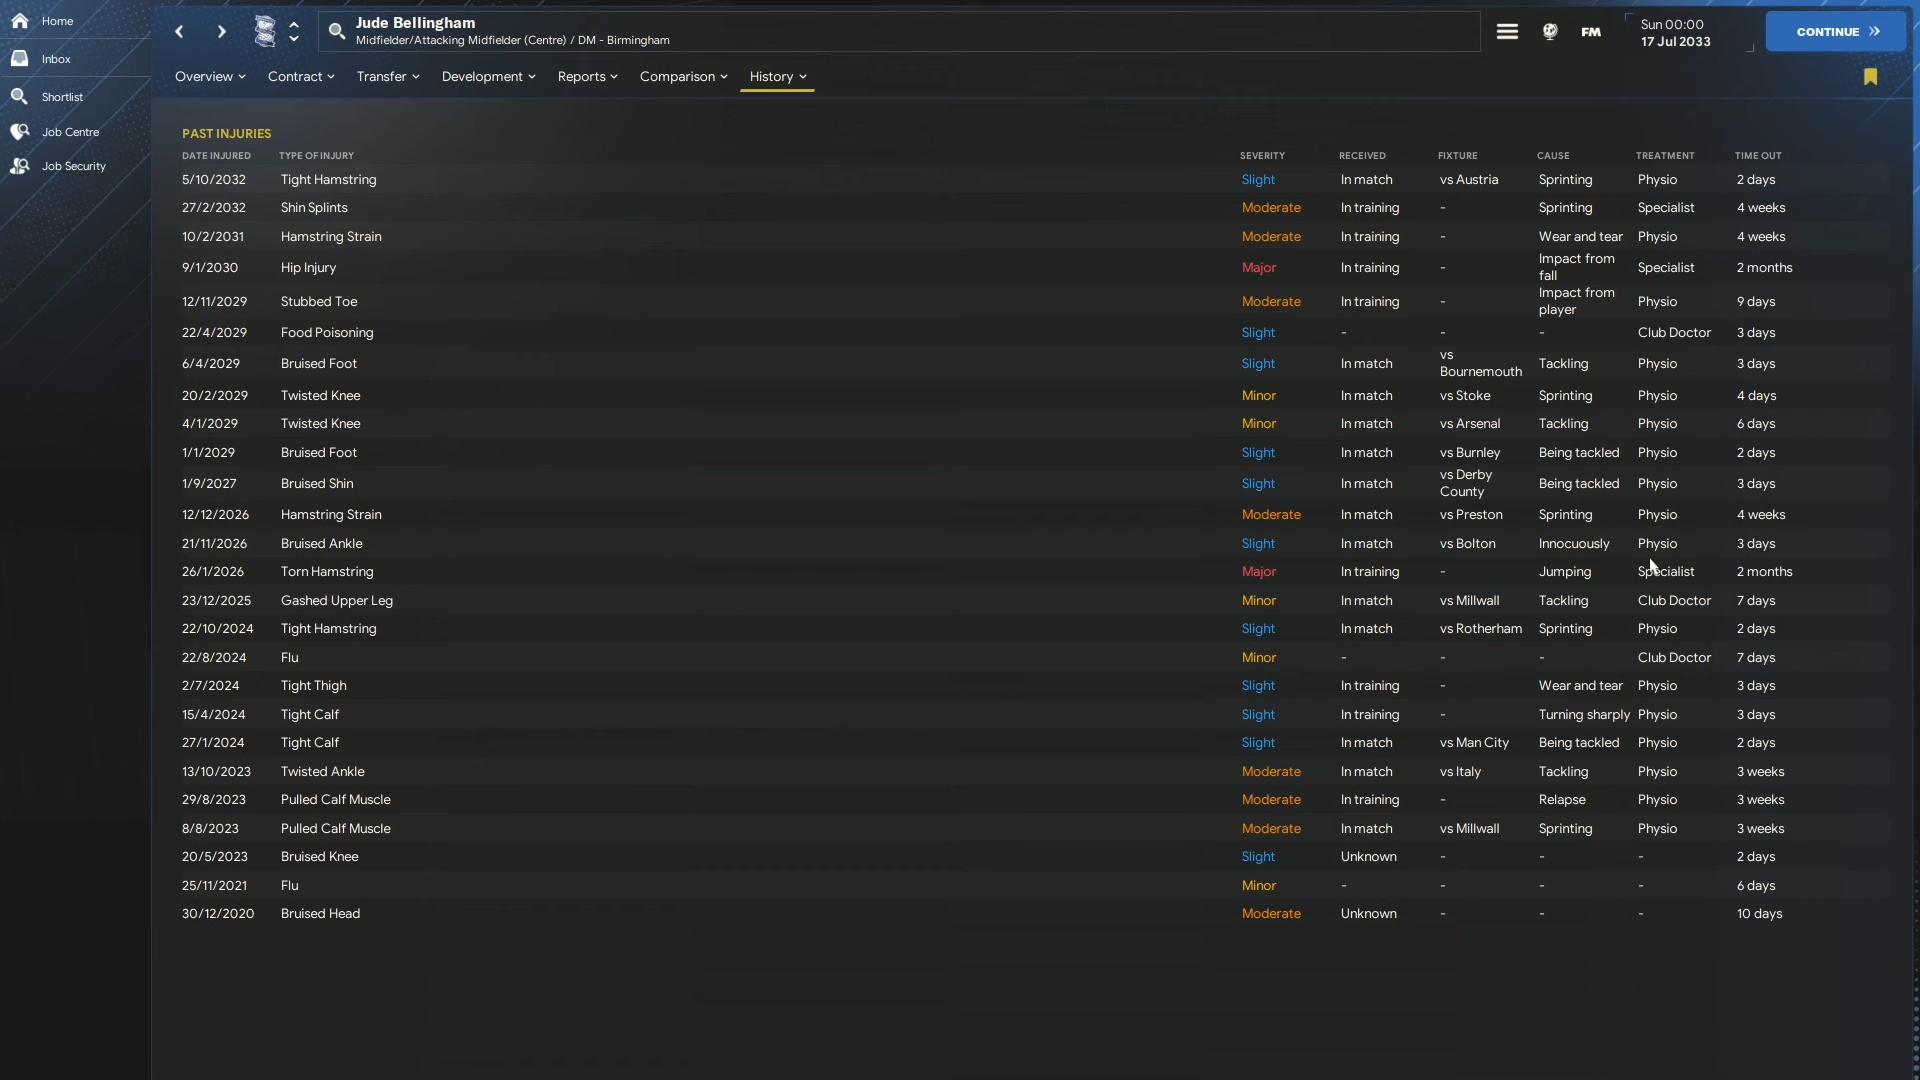 Home
Inbox
Shortlist
Job Centre
Job Security
Jude Bellingham
Midfielder/Attacking Midfielder (Centre) / DM - Birmingham
FM
Sun 00:00
17 Jul 2033
CONTINUE
Overview Contract Transfer Development Reports Comparison History
PAST INJURIES
DATE INJURED TYPE OF INJURY SEVERITY RECEIVED FIXTURE CAUSE TREATMENT TIME OUT
5/10/2032 Tight Hamstring Slight In match vs Austria Sprinting Physio 2 days
27/2/2032 Shin Splints Moderate In training - Sprinting Specialist 4 weeks
10/2/2031 Hamstring Strain Moderate In training - Wear and tear Physio 4 weeks
9/1/2030 Hip Injury Major In training - Impact from fall Specialist 2 months
12/11/2029 Stubbed Toe Moderate In training - Impact from player Physio 9 days
22/4/2029 Food Poisoning Slight - - - Club Doctor 3 days
6/4/2029 Bruised Foot Slight In match vs Bournemouth Tackling Physio 3 days
20/2/2029 Twisted Knee Minor In match vs Stoke Sprinting Physio 4 days
4/1/2029 Twisted Knee Minor In match vs Arsenal Tackling Physio 6 days
1/1/2029 Bruised Foot Slight In match vs Burnley Being tackled Physio 2 days
1/9/2027 Bruised Shin Slight In match vs Derby County Being tackled Physio 3 days
12/12/2026 Hamstring Strain Moderate In match vs Preston Sprinting Physio 4 weeks
21/11/2026 Bruised Ankle Slight In match vs Bolton Innocuously Physio 3 days
26/1/2026 Torn Hamstring Major In training - Jumping Specialist 2 months
23/12/2025 Gashed Upper Leg Minor In match vs Millwall Tackling Club Doctor 7 days
22/10/2024 Tight Hamstring Slight In match vs Rotherham Sprinting Physio 2 days
22/8/2024 Flu Minor - - - Club Doctor 7 days
2/7/2024 Tight Thigh Slight In training - Wear and tear Physio 3 days
15/4/2024 Tight Calf Slight In training - Turning sharply Physio 3 days
27/1/2024 Tight Calf Slight In match vs Man City Being tackled Physio 2 days
13/10/2023 Twisted Ankle Moderate In match vs Italy Tackling Physio 3 weeks
29/8/2023 Pulled Calf Muscle Moderate In training - Relapse Physio 3 weeks
8/8/2023 Pulled Calf Muscle Moderate In match vs Millwall Sprinting Physio 3 weeks
20/5/2023 Bruised Knee Slight Unknown - - - 2 days
25/11/2021 Flu Minor - - - - 6 days
30/12/2020 Bruised Head Moderate Unknown - - - 10 days